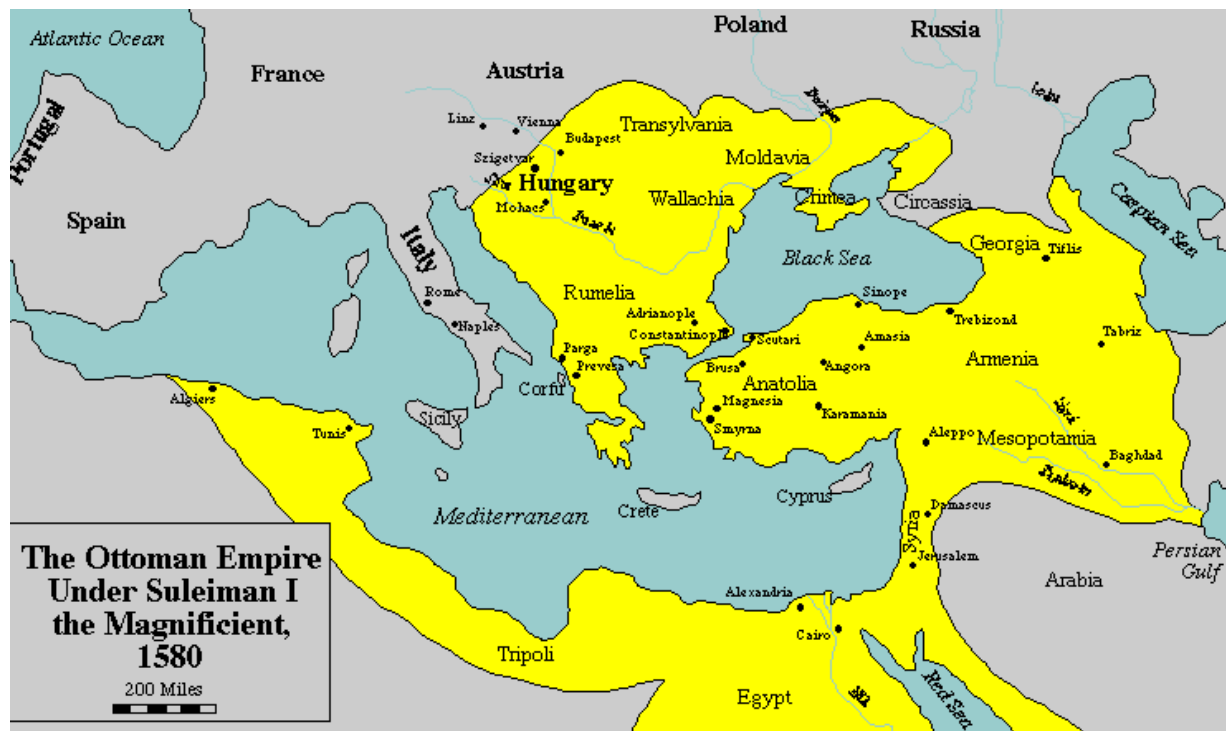 Atlantic Ocean
Poland
Russia
France
Austria
Portugal
Linz
Vienna
Budapest
Transylvania
Szigetvar
Hungary
Moldavia
Mohacs
Wallachia
Crimea
Circassia
Caspian Sea
Spain
Italy
Georgia
Tiflis
Black Sea
Rome
Rumelia
Sinope
Naples
Adrianople
Constantinople
Scutari
Amasia
Trebizond
Tabriz
Parga
Prevesa
Brusa
Angora
Armenia
Corfu
Anatolia
Algiers
Magnesia
Karamania
Sicily
Tunis
Smyrna
Aleppo
Mesopotamia
Baghdad
Cyprus
Crete
Mediterranean
Damascus
Syria
Jerusalem
Persian
Gulf
Arabia
Alexandria
Cairo
Tripoli
Egypt
Red Sea
The Ottoman Empire
Under Suleiman I
the Magnificient,
1580
200 Miles